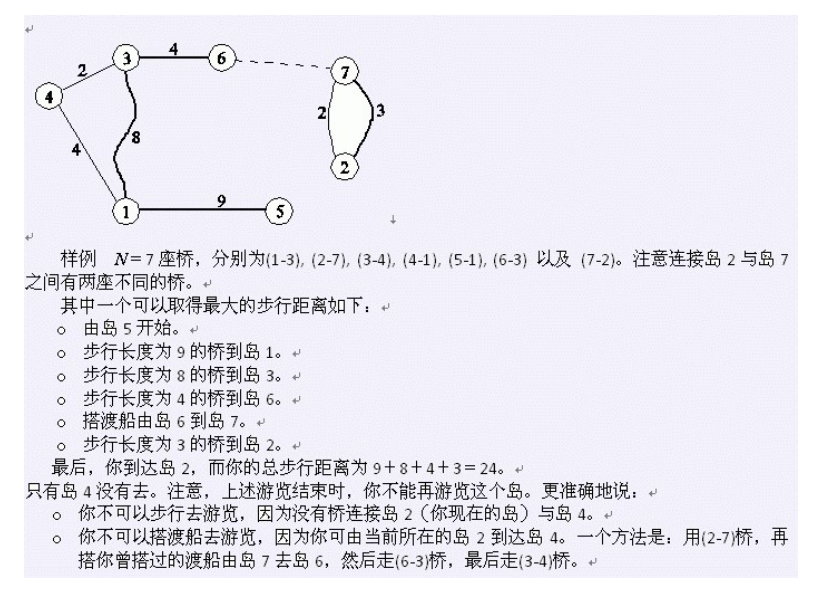 3 4 6
2
7
4
2 3
8
4
2
9
1 5
样例 N=7 座桥，分别为(1-3), (2-7), (3-4), (4-1), (5-1), (6-3) 以及 (7-2)。注意连接岛 2 与岛 7
之间有两座不同的桥。
其中一个可以取得最大的步行距离如下：
o 由岛 5 开始。
o 步行长度为 9 的桥到岛 1。
o 步行长度为 8 的桥到岛 3。
o 步行长度为 4 的桥到岛 6。
o 搭渡船由岛 6 到岛 7。
o 步行长度为 3 的桥到岛 2。
最后，你到达岛 2，而你的总步行距离为 9＋8＋4＋3＝24。
只有岛 4 没有去。注意，上述游览结束时，你不能再游览这个岛。更准确地说：
o 你不可以步行去游览，因为没有桥连接岛 2（你现在的岛）与岛 4。
o 你不可以搭渡船去游览，因为你可由当前所在的岛 2 到达岛 4。一个方法是：用(2-7)桥，再
搭你曾搭过的渡船由岛 7 去岛 6，然后走(6-3)桥，最后走(3-4)桥。